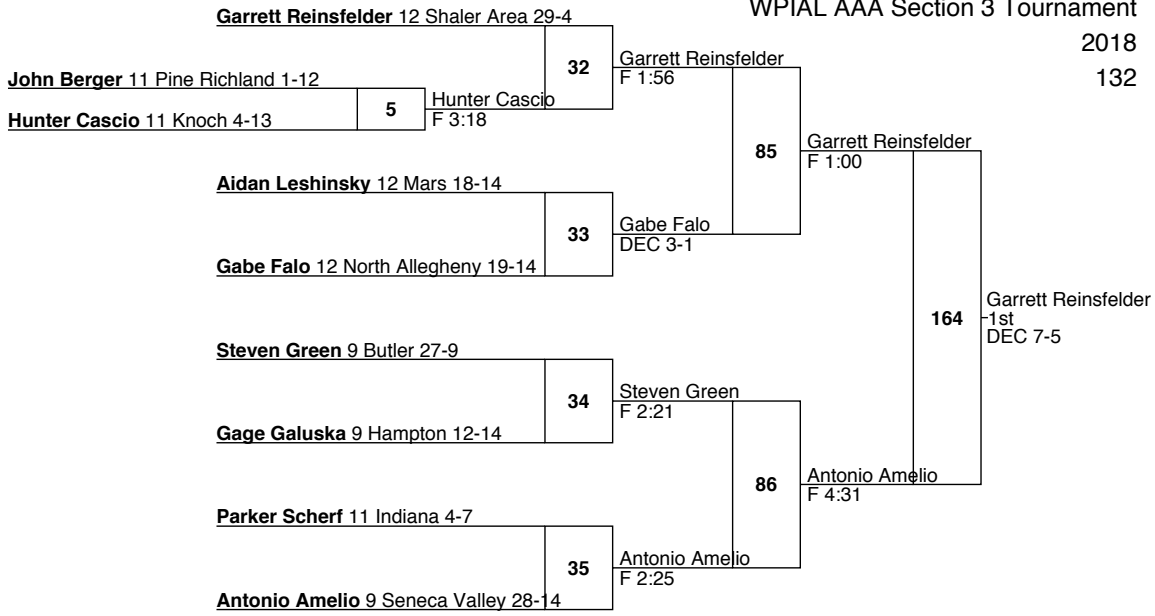 WPIAL AAA Section 3 Tournament
2018
132
Garrett Reinsfelder 12 Shaler Area 29-4
32
Garrett Reinsfelder
F 1:56
John Berger 11 Pine Richland 1-12
5
Hunter Cascio
F 3:18
Hunter Cascio 11 Knoch 4-13
85
Garrett Reinsfelder
F 1:00
Aidan Leshinsky 12 Mars 18-14
33
Gabe Falo
DEC 3-1
Gabe Falo 12 North Allegheny 19-14
164
Garrett Reinsfelder
1st
DEC 7-5
Steven Green 9 Butler 27-9
34
Steven Green
F 2:21
Gage Galuska 9 Hampton 12-14
86
Antonio Amelio
F 4:31
Parker Scherf 11 Indiana 4-7
35
Antonio Amelio
F 2:25
Antonio Amelio 9 Seneca Valley 28-14